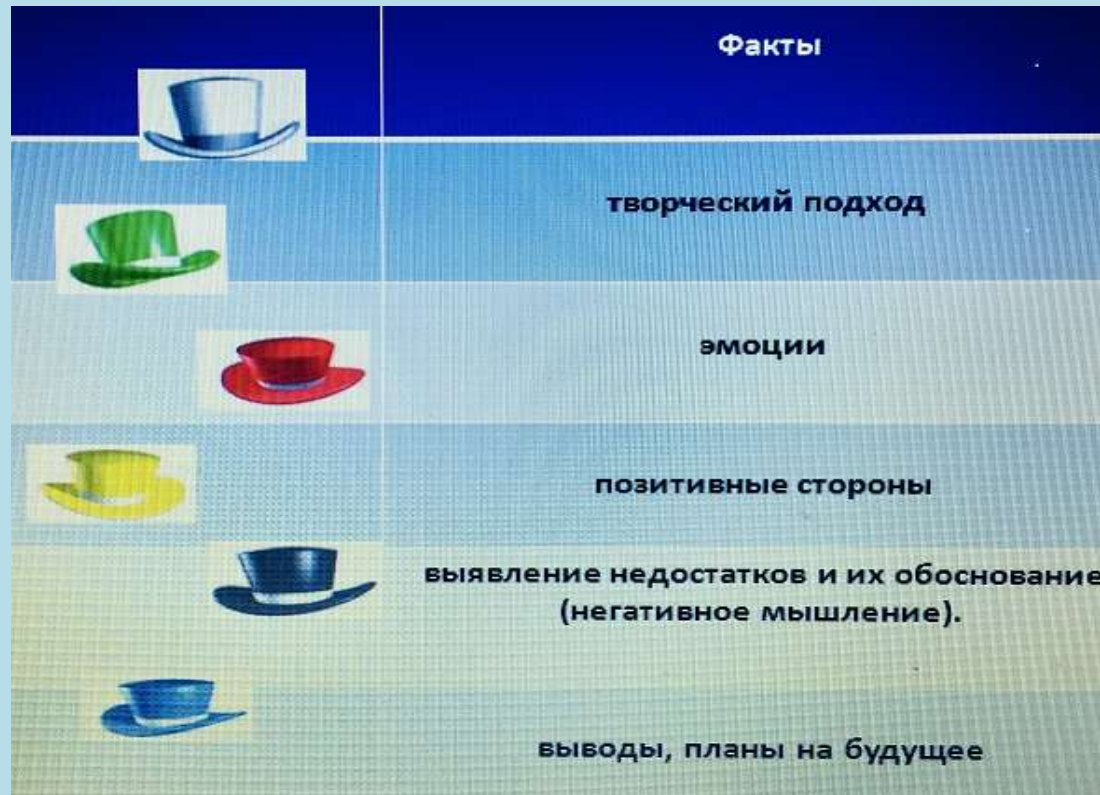 Факты
творческий подход
эмоции
позитивные стороны
выявление недостатков и их обоснование
(негативное мышление).
выводы, планы на будущее